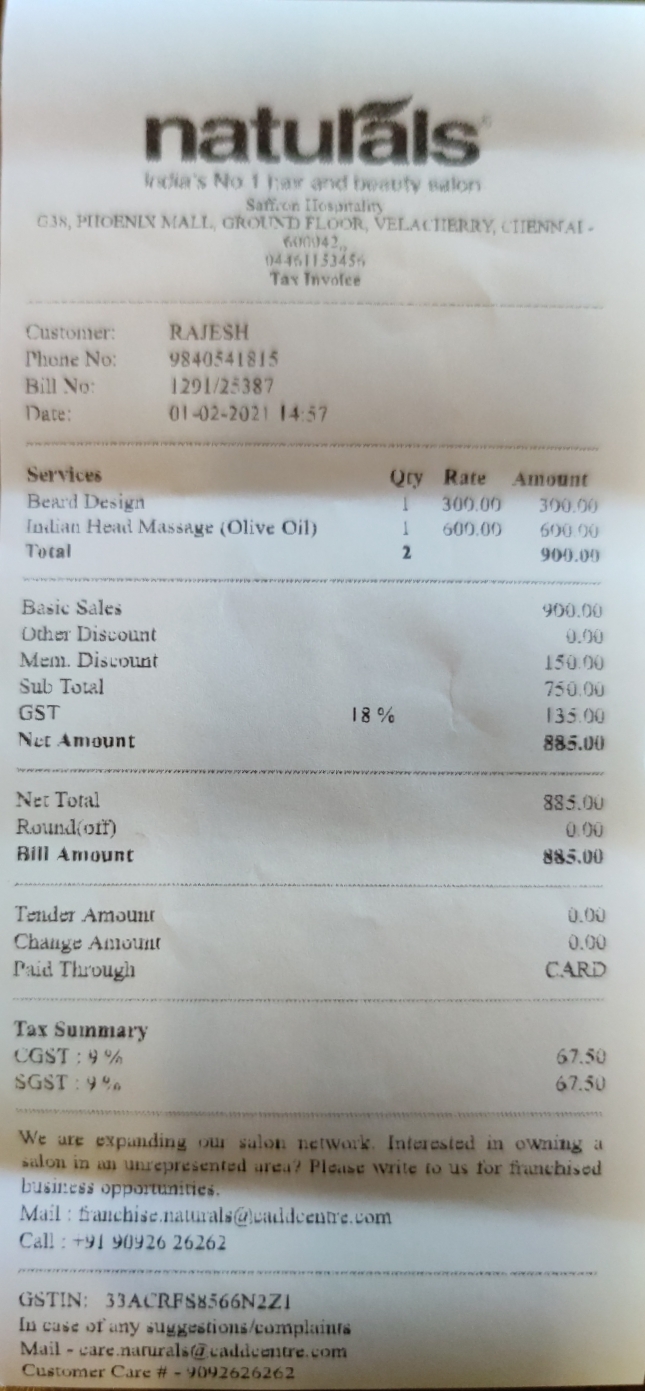 naturals
India's No 1 hair and beauty salon
Saffron Hospitality
G38, PHOENIX MALL, GROUND FLOOR, VELACHERRY, CHENNAI -
600042,,
04461153456
Tax Invoice
Customer: RAJESH
Phone No: 9840541815
Bill No: 1291/25387
Date: 01-02-2021 14:57
Services Qty Rate Amount
Beard Design 1 300.00 300.00
Indian Head Massage (Olive Oil) 1 600.00 600.00
Total 2 900.00
Basic Sales 900.00
Other Discount 0.00
Mem. Discount 150.00
Sub Total 750.00
GST 18 % 135.00
Net Amount 885.00
Net Total 885.00
Round(off) 0.00
Bill Amount 885.00
Tender Amount 0.00
Change Amount 0.00
Paid Through CARD
Tax Summary
CGST : 9 % 67.50
SGST : 9 % 67.50
We are expanding our salon network. Interested in owning a
salon in an unrepresented area? Please write to us for franchised
business opportunities.
Mail : franchise.naturals@caddcentre.com
Call : +91 90926 26262
GSTIN: 33ACRFS8566N2Z1
In case of any suggestions/complaints
Mail - care.naturals@caddcentre.com
Customer Care # - 9092626262